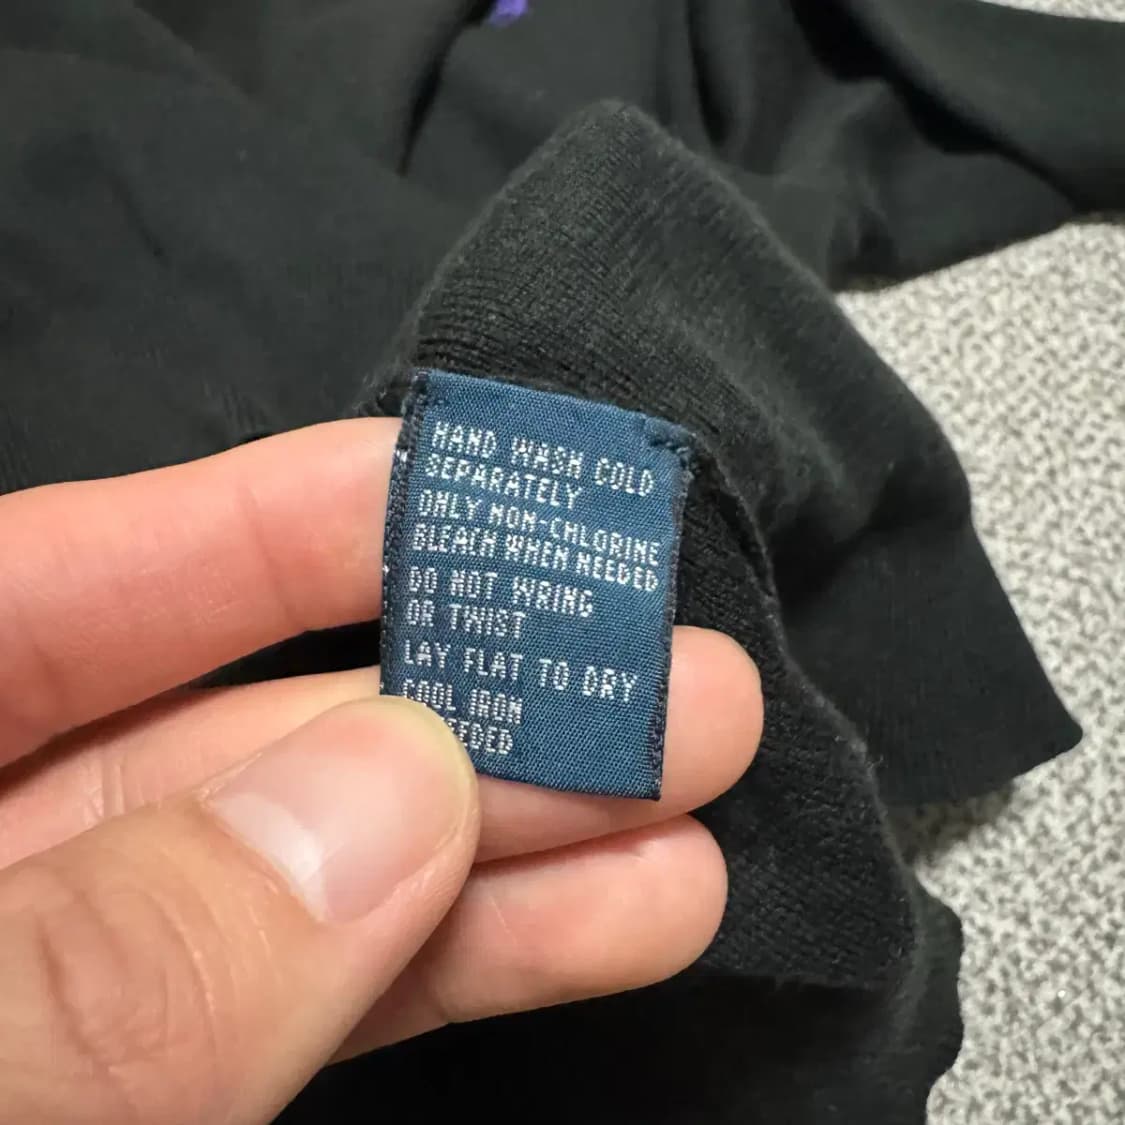 HAND WASH COLD
SEPARATELY
ONLY NON-CHLORINE
BLEACH WHEN NEEDED
DO NOT WRING
OR TWIST
LAY FLAT TO DRY
COOL IRON